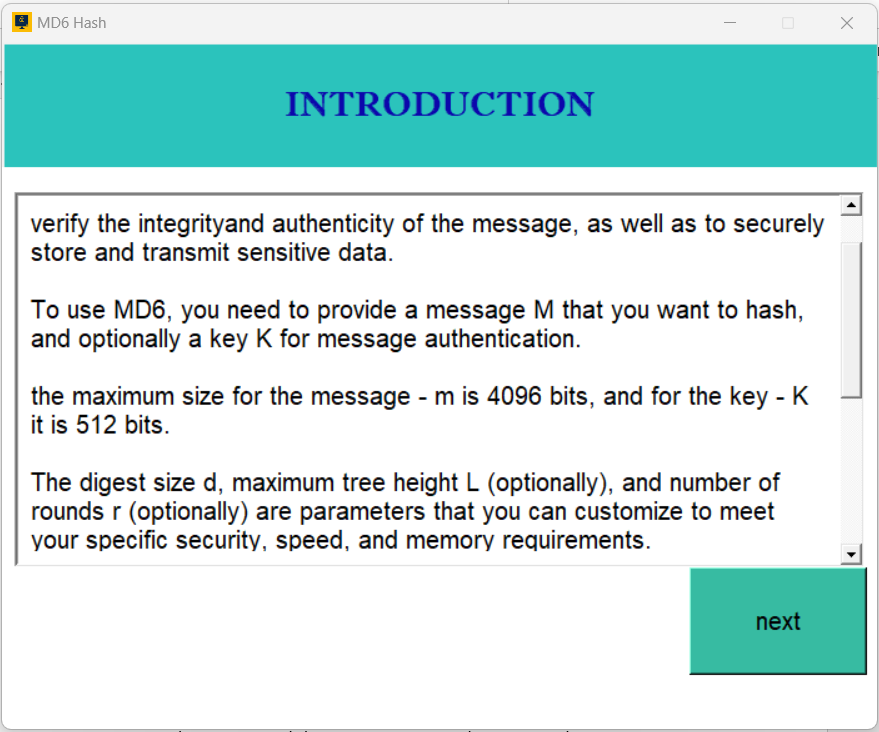 MD6 Hash
INTRODUCTION
verify the integrityand authenticity of the message, as well as to securely
store and transmit sensitive data.
To use MD6, you need to provide a message M that you want to hash,
and optionally a key K for message authentication.
the maximum size for the message - m is 4096 bits, and for the key - K
it is 512 bits.
The digest size d, maximum tree height L (optionally), and number of
rounds r (optionally) are parameters that you can customize to meet
your specific security, speed, and memory requirements.
next